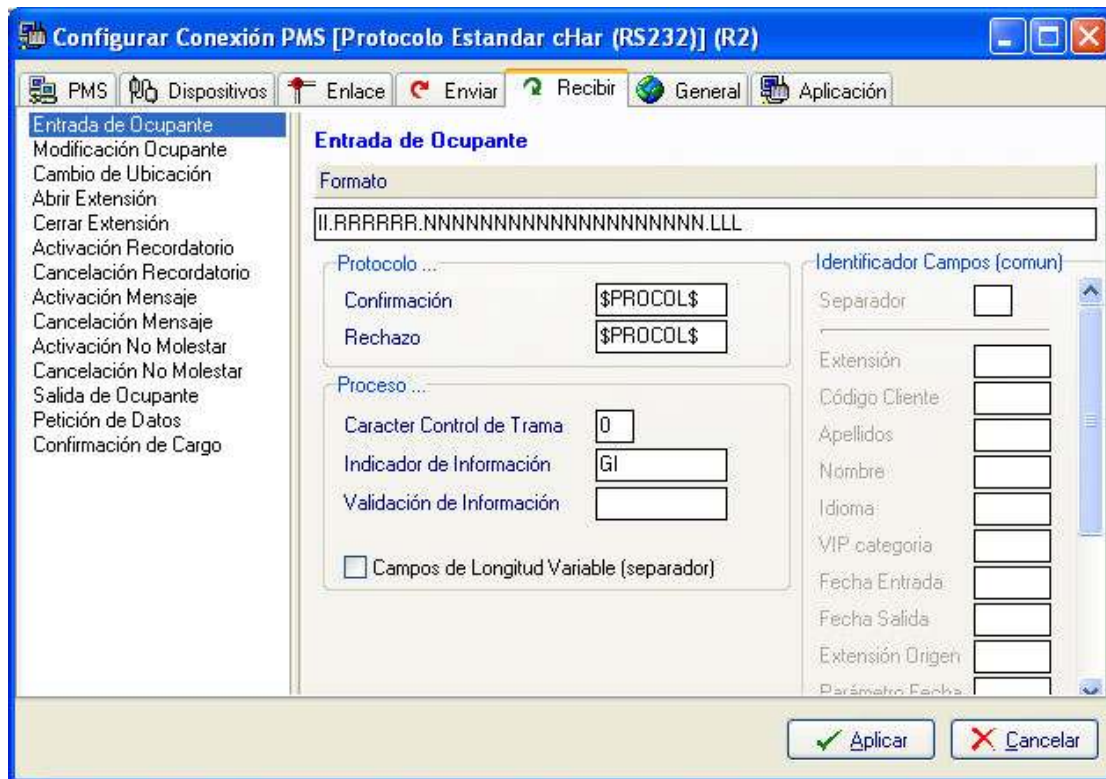 Configurar Conexión PMS [Protocolo Estandar cHar (RS232)] (R2)
PMS Dispositivos Enlace Enviar Recibir General Aplicación
Entrada de Ocupante
Modificación Ocupante
Cambio de Ubicación
Abrir Extensión
Cerrar Extensión
Activación Recordatorio
Cancelación Recordatorio
Activación Mensaje
Cancelación Mensaje
Activación No Molestar
Cancelación No Molestar
Salida de Ocupante
Petición de Datos
Confirmación de Cargo
Entrada de Ocupante
Formato
II.RRRRRR.NNNNNNNNNNNNNNNNNNNN.LLL
Protocolo ...
Confirmación $PROCOL$
Rechazo $PROCOL$
Proceso ...
Caracter Control de Trama 0
Indicador de Información GI
Validación de Información
Campos de Longitud Variable (separador)
Identificador Campos (comun)
Separador
Extensión
Código Cliente
Apellidos
Nombre
Idioma
VIP categoria
Fecha Entrada
Fecha Salida
Extensión Origen
Parámetro Fecha
Aplicar Cancelar